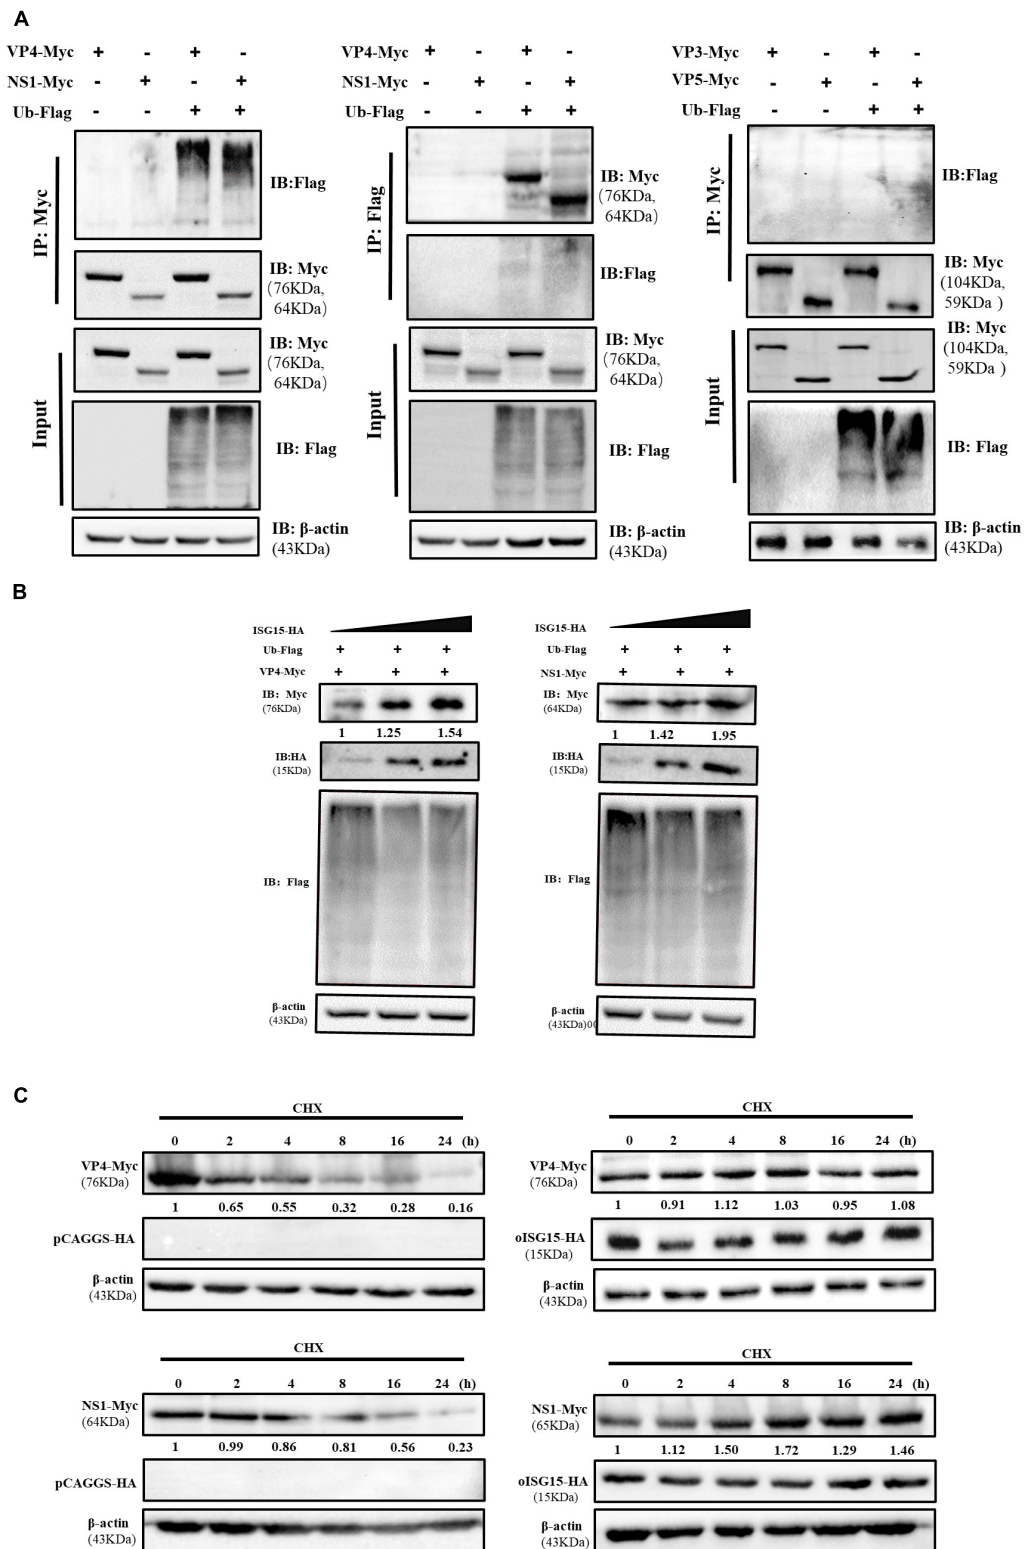 A
VP4-Myc + - + -
NS1-Myc - + - +
Ub-Flag - - + +
IP: Myc
IB:Flag
IB: Myc
(76KDa,
64KDa)
Input
IB: Myc
(76KDa,
64KDa)
IB: Flag
IB: β-actin
(43KDa)
VP4-Myc + - + -
NS1-Myc - + - +
Ub-Flag - - + +
IP: Flag
IB: Myc
(76KDa,
64KDa)
IB:Flag
Input
IB: Myc
(76KDa,
64KDa)
IB: Flag
IB: β-actin
(43KDa)
VP3-Myc + - + -
VP5-Myc - + - +
Ub-Flag - - + +
IP: Myc
IB:Flag
IB: Myc
(104KDa,
59KDa )
Input
IB: Myc
(104KDa,
59KDa )
IB: Flag
IB: β-actin
(43KDa)
B
ISG15-HA
Ub-Flag + + +
VP4-Myc + + +
IB: Myc
(76KDa)
1 1.25 1.54
IB:HA
(15KDa)
IB: Flag
β-actin
(43KDa)
ISG15-HA
Ub-Flag + + +
NS1-Myc + + +
IB: Myc
(64KDa)
1 1.42 1.95
IB:HA
(15KDa)
IB: Flag
β-actin
(43KDa)00
C
CHX
0 2 4 8 16 24 (h)
VP4-Myc
(76KDa)
1 0.65 0.55 0.32 0.28 0.16
pCAGGS-HA
β-actin
(43KDa)
CHX
0 2 4 8 16 24 (h)
VP4-Myc
(76KDa)
1 0.91 1.12 1.03 0.95 1.08
oISG15-HA
(15KDa)
β-actin
(43KDa)
CHX
0 2 4 8 16 24 (h)
NS1-Myc
(64KDa)
1 0.99 0.86 0.81 0.56 0.23
pCAGGS-HA
β-actin
(43KDa)
CHX
0 2 4 8 16 24 (h)
NS1-Myc
(65KDa)
1 1.12 1.50 1.72 1.29 1.46
oISG15-HA
(15KDa)
β-actin
(43KDa)